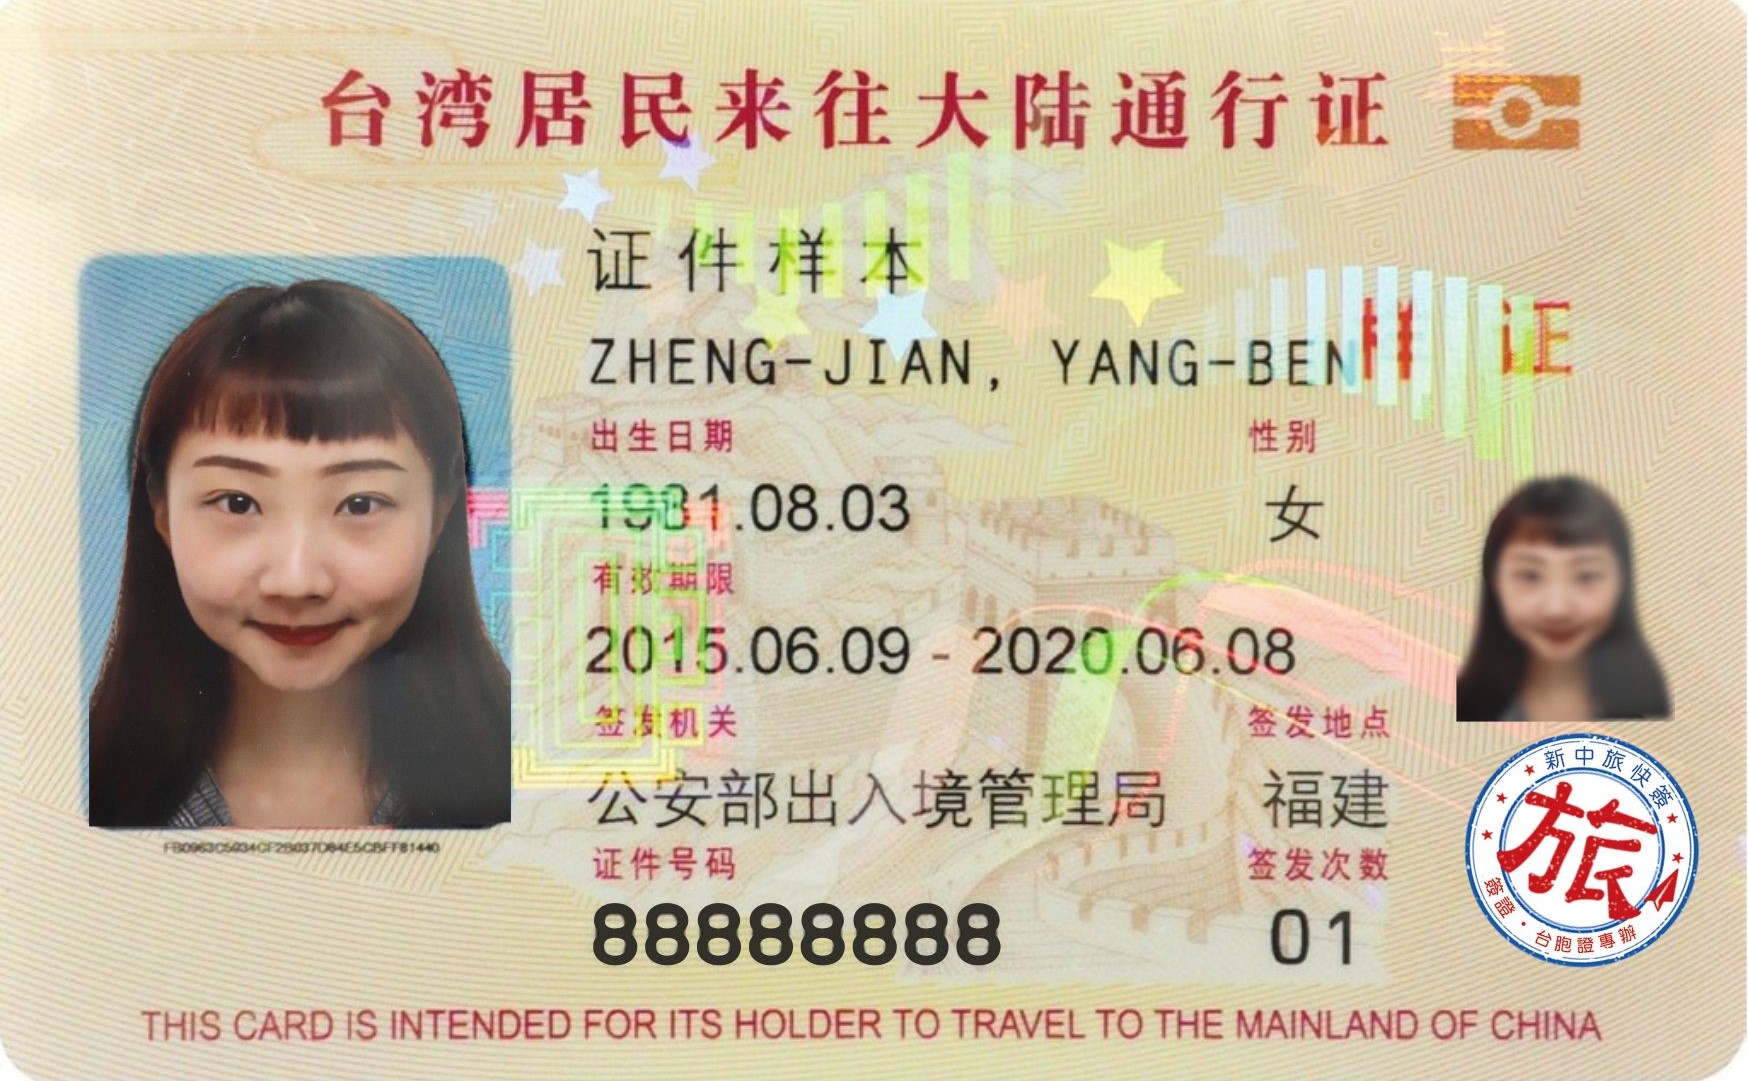 台湾居民来往大陆通行证
证件样本
ZHENG-JIAN, YANG-BEN
样证
出生日期 性别
1981.08.03 女
有效期限
2015.06.09 - 2020.06.08
签发机关 签发地点
公安部出入境管理局 福建
证件号码 签发次数
88888888 01
新中旅快簽
旅
簽證·台胞證專辦
THIS CARD IS INTENDED FOR ITS HOLDER TO TRAVEL TO THE MAINLAND OF CHINA